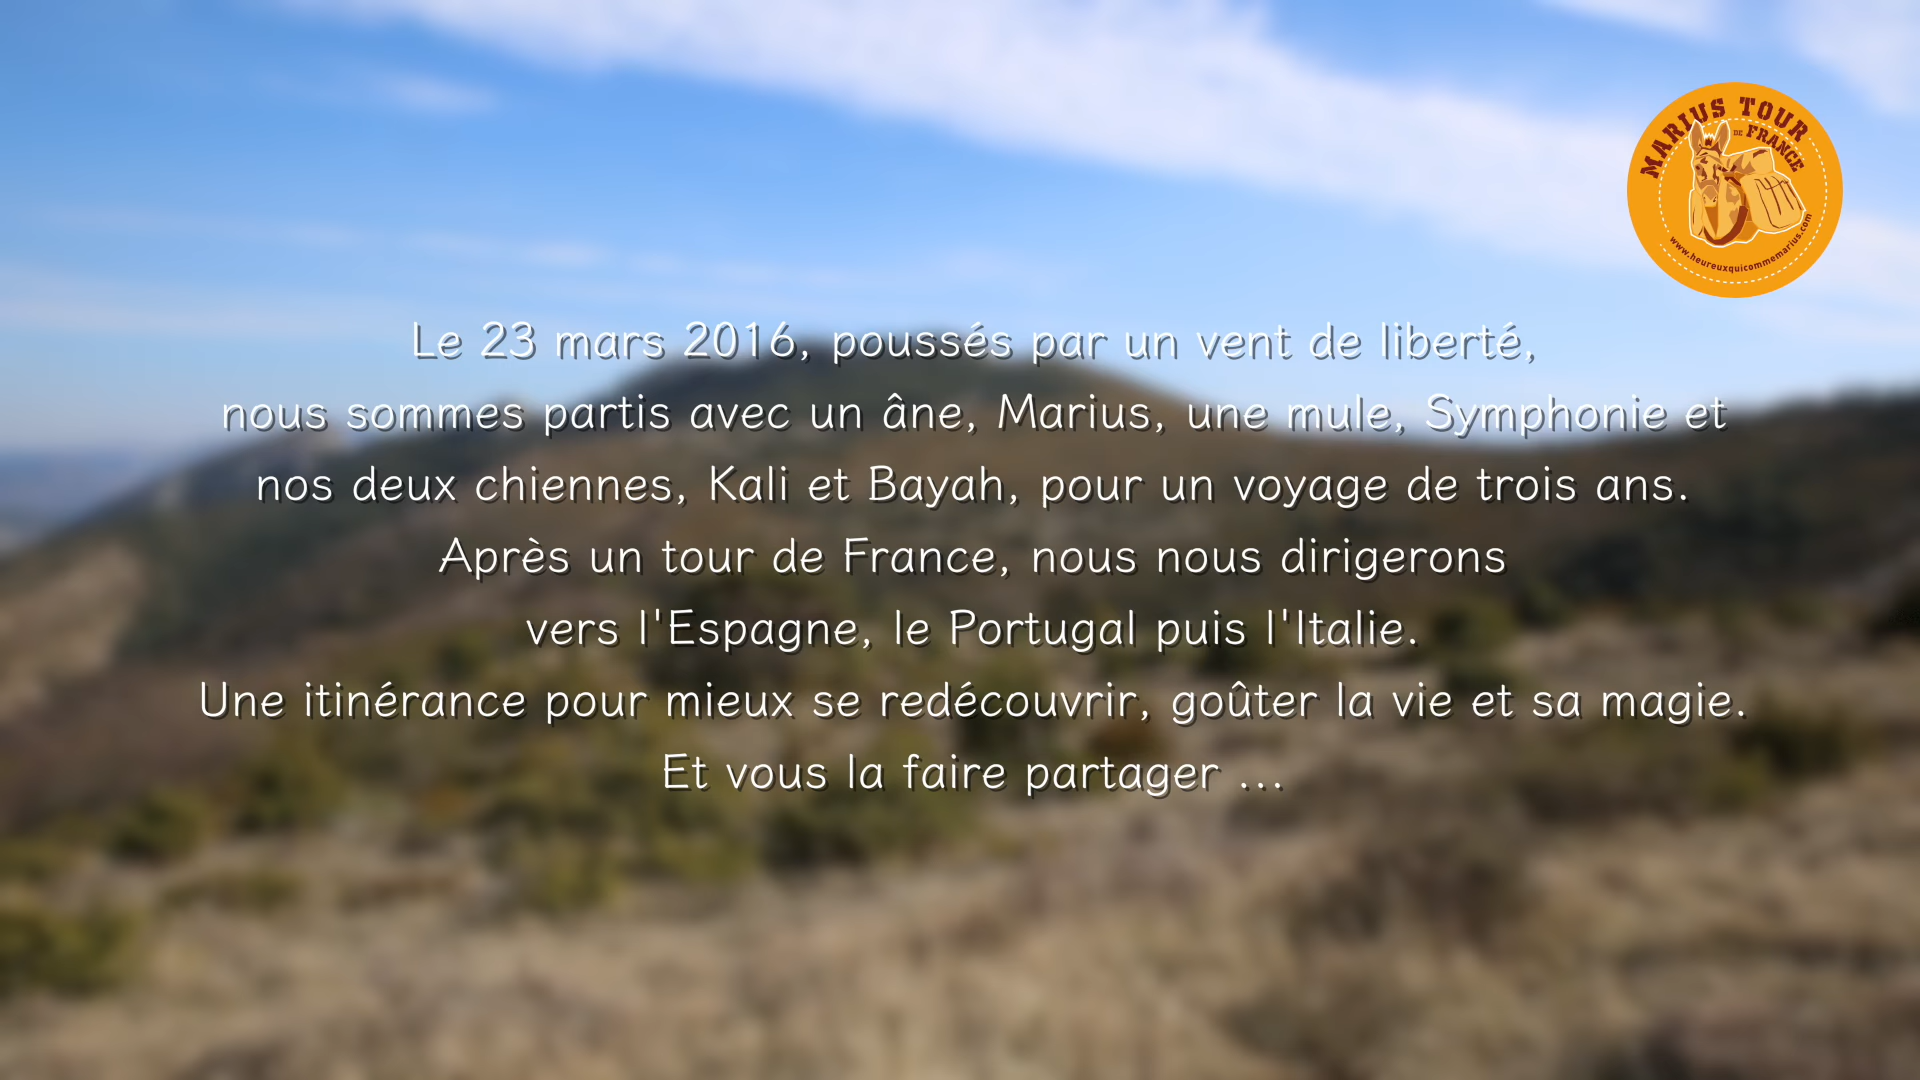 MARIUS TOUR
DE FRANCE
www.heureuxquicommemarius.com
Le 23 mars 2016, poussés par un vent de liberté,
nous sommes partis avec un âne, Marius, une mule, Symphonie et
nos deux chiennes, Kali et Bayah, pour un voyage de trois ans.
Après un tour de France, nous nous dirigerons
vers l'Espagne, le Portugal puis l'Italie.
Une itinérance pour mieux se redécouvrir, goûter la vie et sa magie.
Et vous la faire partager ...